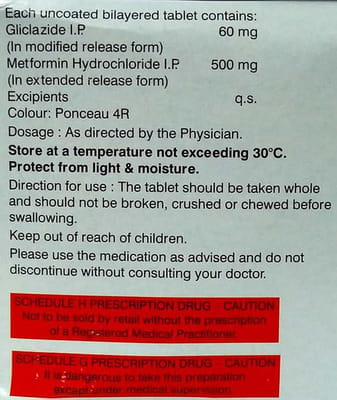 Each uncoated bilayered tablet contains:
Gliclazide I.P. 60 mg
(In modified release form)
Metformin Hydrochloride I.P. 500 mg
(In extended release form)
Excipients q.s.
Colour: Ponceau 4R
Dosage : As directed by the Physician.
Store at a temperature not exceeding 30°C.
Protect from light & moisture.
Direction for use : The tablet should be taken whole
and should not be broken, crushed or chewed before
swallowing.
Keep out of reach of children.
Please use the medication as advised and do not
discontinue without consulting your doctor.
SCHEDULE H PRESCRIPTION DRUG - CAUTION
Not to be sold by retail without the prescription
of a Registered Medical Practitioner.
SCHEDULE G PRESCRIPTION DRUG - CAUTION
It is dangerous to take this preparation
except under medical supervision